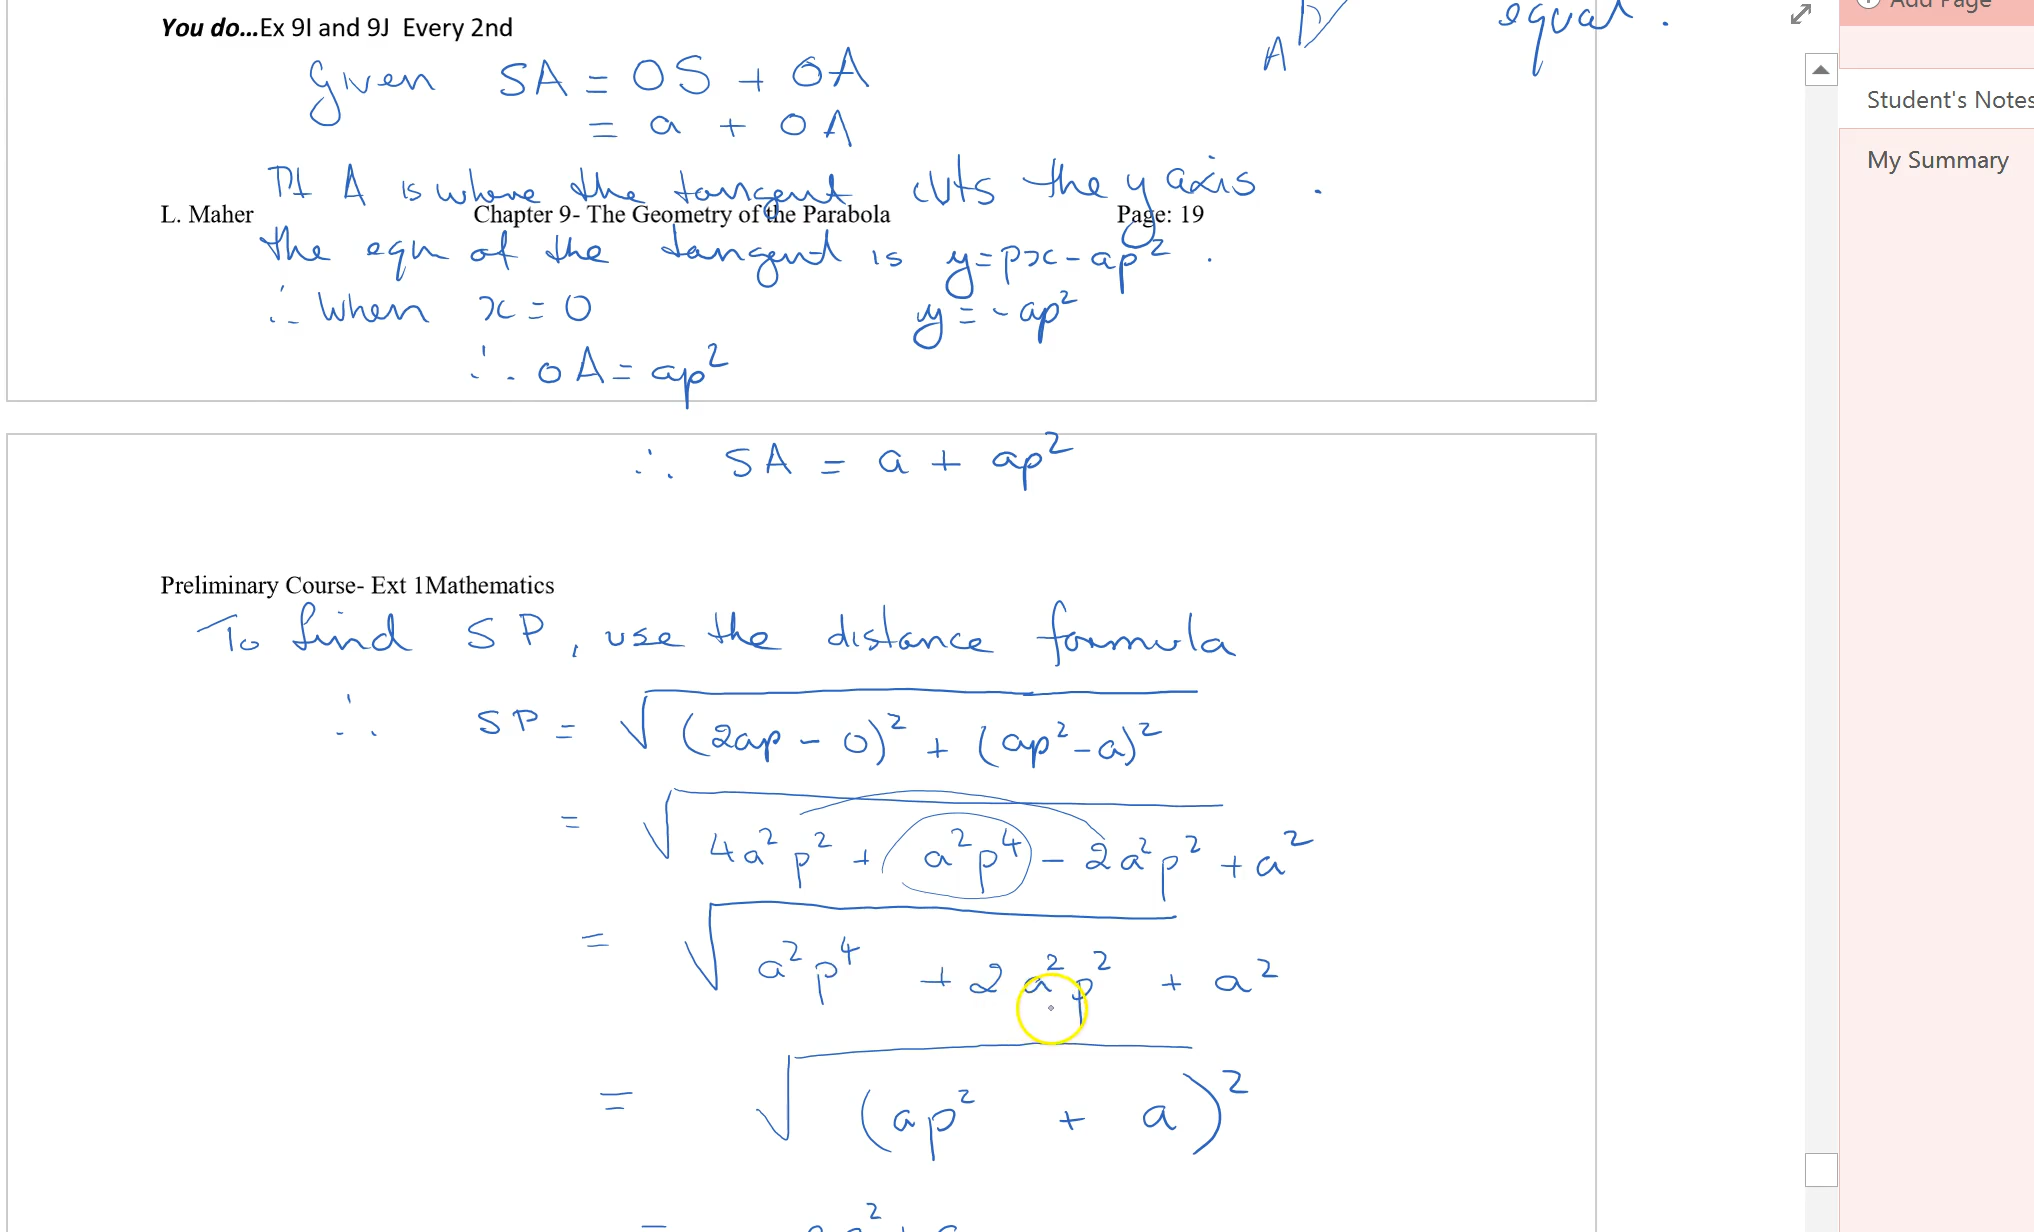 Add Page
You do...Ex 9I and 9J Every 2nd
equal.
A
Given SA = OS + OA
= a + OA
Student's Notes
Pt A is where the tangent cuts the y axis.
My Summary
L. Maher Chapter 9- The Geometry of the Parabola Page: 19
the eqn of the tangent is y = px - ap².
∴ when x = 0 y = -ap²
∴ OA = ap²
∴ SA = a + ap²
Preliminary Course- Ext 1Mathematics
To find SP, use the distance formula
∴ SP = √(2ap - 0)² + (ap² - a)²
= √4a²p² + a²p⁴ - 2a²p² + a²
= √a²p⁴ + 2a²p² + a²
= √(ap² + a)²